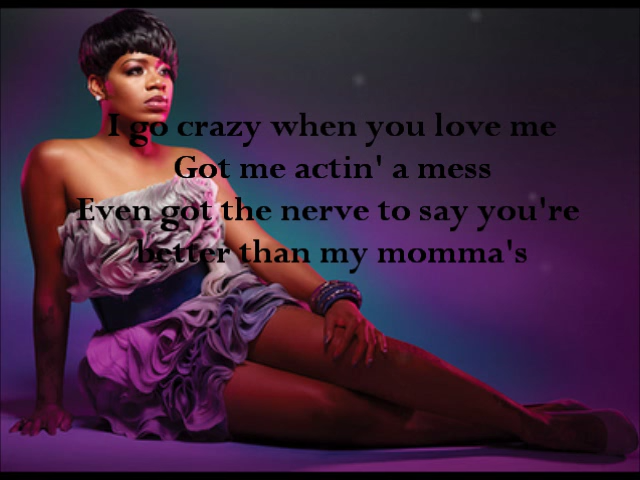 I go crazy when you love me
Got me actin' a mess
Even got the nerve to say you're
better than my momma's